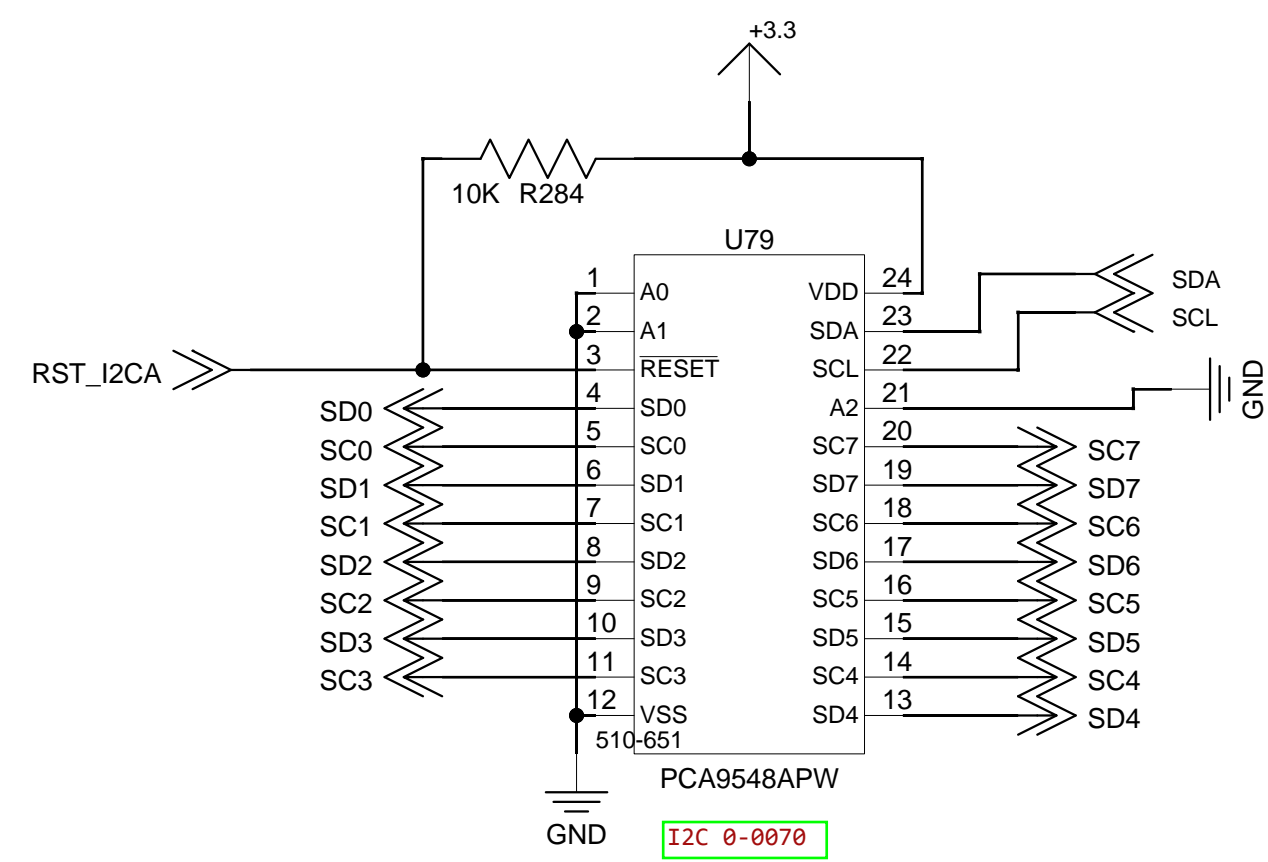 +3.3
10K R284
U79
1 A0 VDD 24 SDA
2 A1 SDA 23 SCL
RST_I2CA 3 RESET SCL 22
SD0 4 SD0 A2 21 GND
SC0 5 SC0 SC7 20 SC7
SD1 6 SD1 SD7 19 SD7
SC1 7 SC1 SC6 18 SC6
SD2 8 SD2 SD6 17 SD6
SC2 9 SC2 SC5 16 SC5
SD3 10 SD3 SD5 15 SD5
SC3 11 SC3 SC4 14 SC4
12 VSS SD4 13 SD4
510-651
PCA9548APW
GND
I2C 0-0070